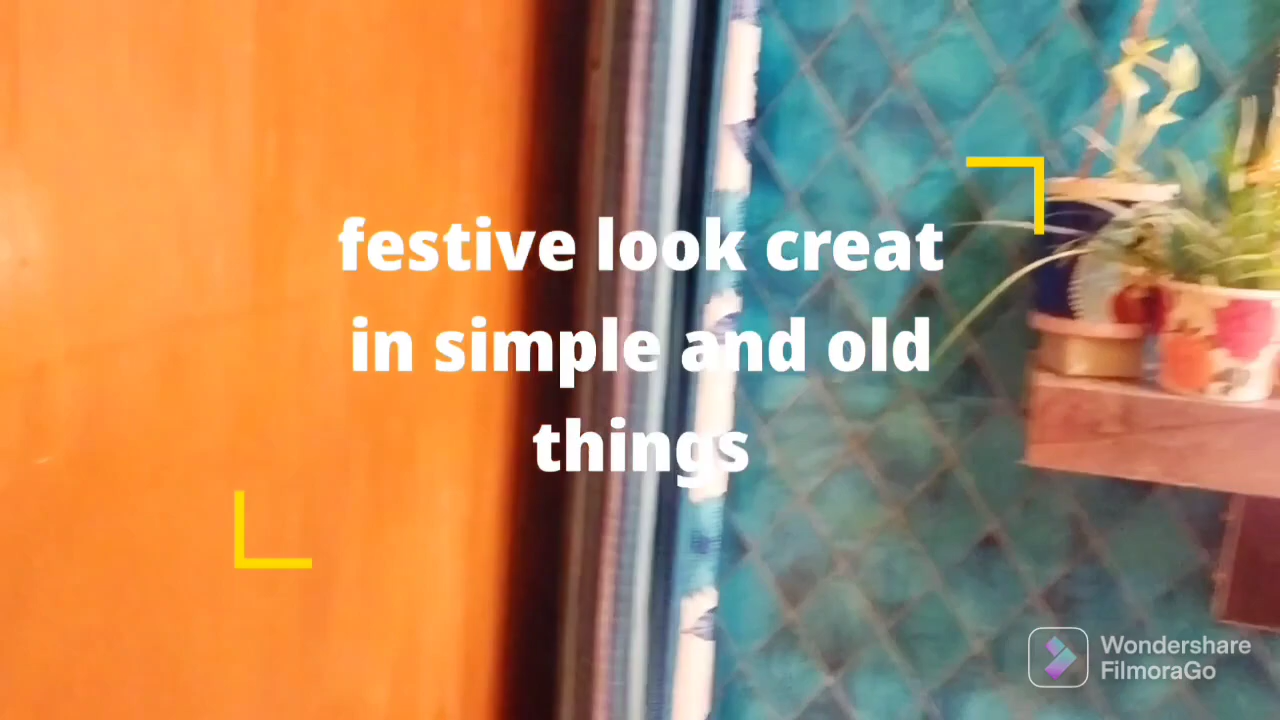 festive look creat
in simple and old
things
Wondershare
FilmoraGo